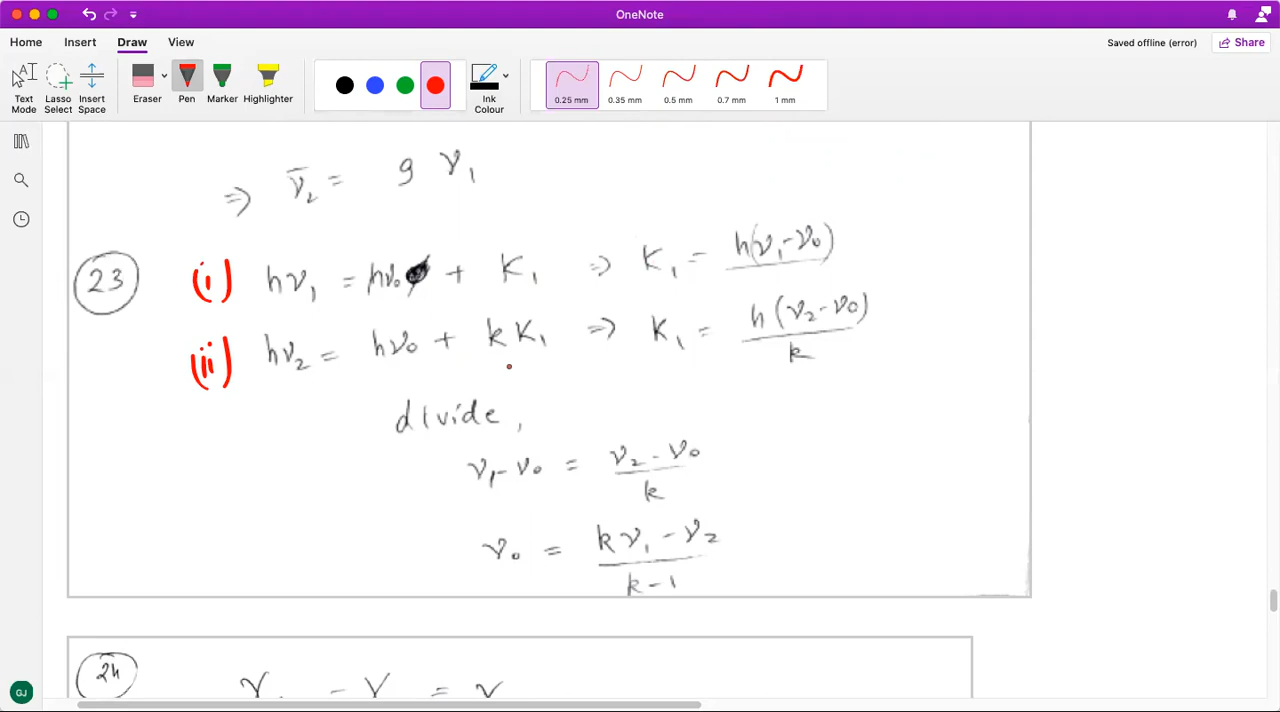 OneNote
Home Insert Draw View
Saved offline (error) Share
Text Mode
Lasso Select
Insert Space
Eraser
Pen
Marker
Highlighter
Ink Colour
0.25 mm
0.35 mm
0.5 mm
0.7 mm
1 mm
⇒ ν̅₂ = 9 ν₁
23 (i) hν₁ = hν₀ + K₁ ⇒ K₁ = h(ν₁-ν₀)
(ii) hν₂ = hν₀ + k K₁ ⇒ K₁ = h(ν₂-ν₀)/k
divide,
ν₁-ν₀ = ν₂-ν₀/k
ν₀ = kν₁-ν₂/k-1
24
GJ